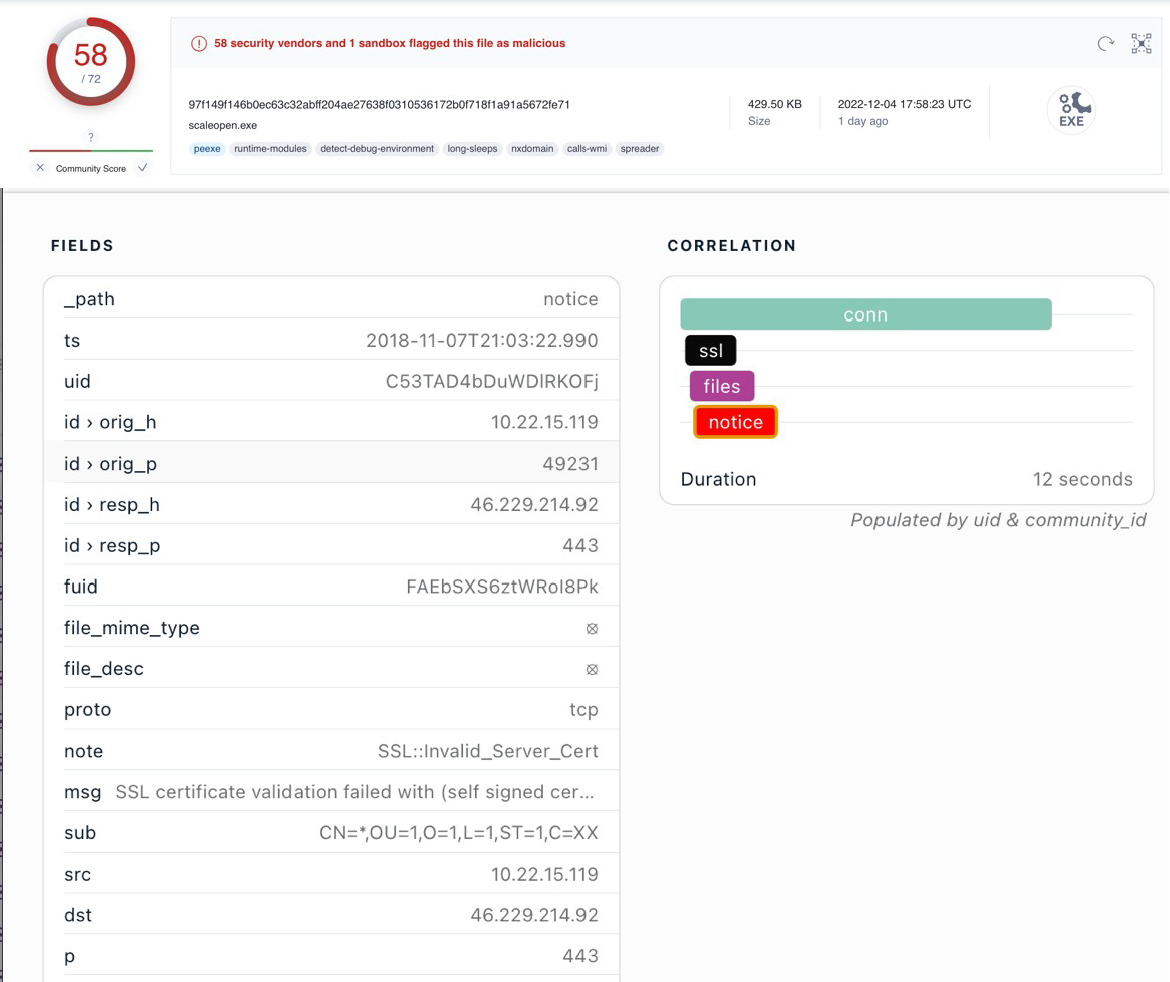 58
/ 72
?
Community Score
58 security vendors and 1 sandbox flagged this file as malicious
97f149f146b0ec63c32abff204ae27638f0310536172b0f718f1a91a5672fe71
scaleopen.exe
peexe runtime-modules detect-debug-environment long-sleeps nxdomain calls-wmi spreader
429.50 KB
Size
2022-12-04 17:58:23 UTC
1 day ago
EXE
FIELDS
_path notice
ts 2018-11-07T21:03:22.990
uid C53TAD4bDuWDIRKOFj
id › orig_h 10.22.15.119
id › orig_p 49231
id › resp_h 46.229.214.92
id › resp_p 443
fuid FAEbSXS6ztWRoI8Pk
file_mime_type
file_desc
proto tcp
note SSL::Invalid_Server_Cert
msg SSL certificate validation failed with (self signed cer...
sub CN=*,OU=1,O=1,L=1,ST=1,C=XX
src 10.22.15.119
dst 46.229.214.92
p 443
CORRELATION
conn
ssl
files
notice
Duration 12 seconds
Populated by uid & community_id